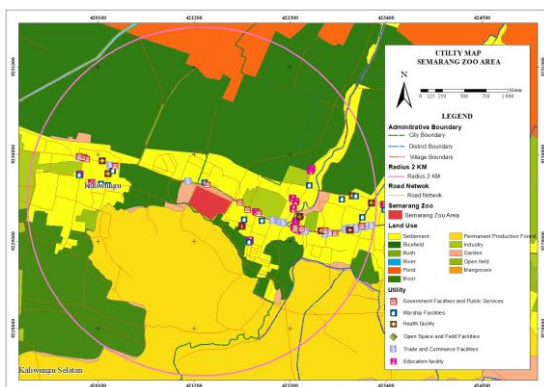 UTILTY MAP
SEMARANG ZOO AREA
N
LEGEND
Adminitrative Boundary
City Boundary
District Boundary
Village Boundary
Radius 2 KM
Radius 2 KM
Road Netwok
Road Network
Semarang Zoo
Semarang Zoo Area
Land Use
Settlement
Ricefield
Bush
River
Pond
Moor
Permanent Production Forest
Industry
Garden
Open field
Mangroves
Utility
Government Facilities and Public Services
Worship Facilities
Health facility
Open Space and Field Facilities
Trade and Commerce Facilities
Education facility
Kaliwungu
Kaliwungu Selatan